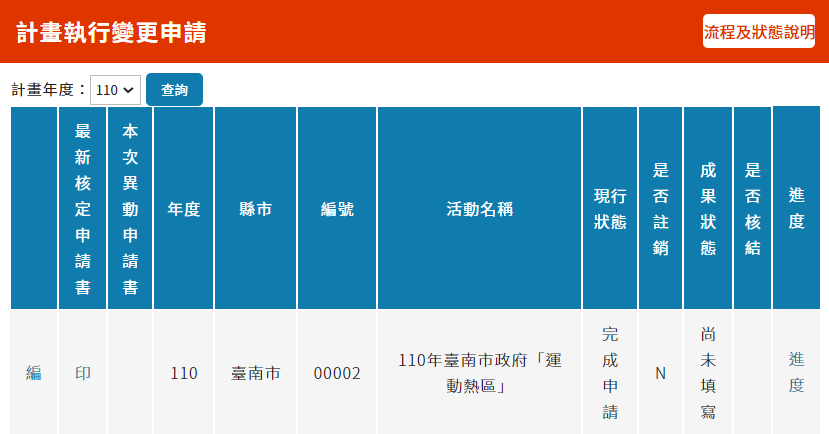 計畫執行變更申請
流程及狀態說明
計畫年度：110 查詢
最新核定申請書 本次異動申請書 年度 縣市 編號 活動名稱 現行狀態 是否註銷 成果狀態 是否核結 進度
編 印 110 臺南市 00002 110年臺南市政府「運動熱區」 完成申請 N 尚未填寫 進度